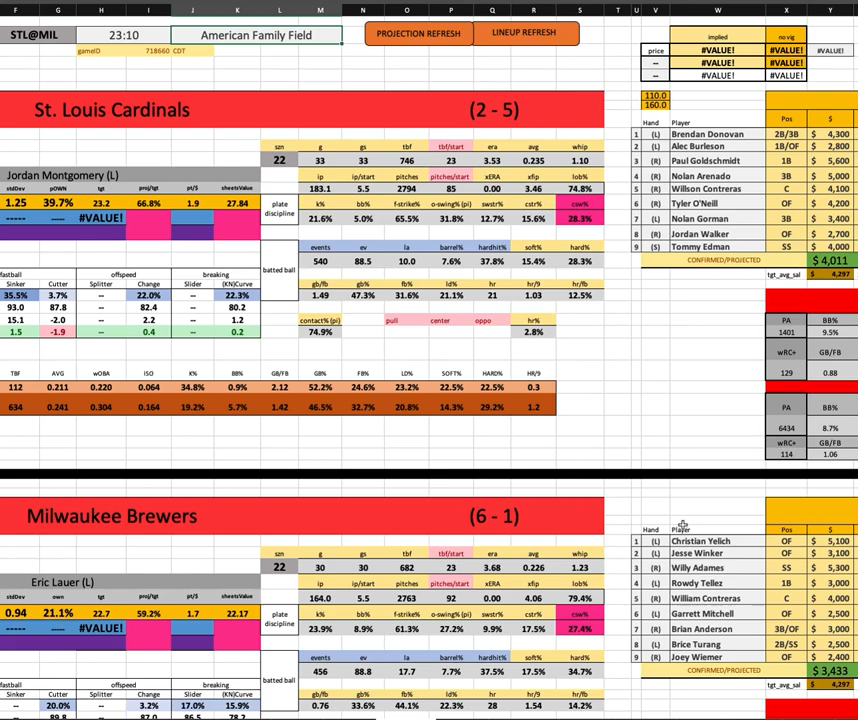 F G H I J K L M N O P Q R S T U V W X Y
STL@MIL 23:10 American Family Field PROJECTION REFRESH LINEUP REFRESH
gameID 718660 CDT
implied no vig
price #VALUE! #VALUE! #VALUE!
-- #VALUE! #VALUE!
-- #VALUE! #VALUE!
St. Louis Cardinals (2 - 5)
110.0
160.0
Hand Player Pos $
1 (L) Brendan Donovan 2B/3B $ 4,300
2 (L) Alec Burleson 1B/OF $ 2,800
3 (R) Paul Goldschmidt 1B $ 5,600
4 (R) Nolan Arenado 3B $ 5,000
5 (R) Willson Contreras C $ 4,100
6 (R) Tyler O'Neill OF $ 4,200
7 (L) Nolan Gorman 3B $ 3,400
8 (R) Jordan Walker OF $ 2,700
9 (S) Tommy Edman SS $ 4,000
CONFIRMED/PROJECTED $ 4,011
tgt_avg_sal $ 4,297
szn g gs tbf tbf/start era avg whip
22 33 33 746 23 3.53 0.235 1.10
Jordan Montgomery (L)
ip ip/start pitches pitches/start xERA xfip lob%
183.1 5.5 2794 85 0.00 3.46 74.8%
stdDev pOWN tgt proj/tgt pt/$ sheetsValue
1.25 39.7% 23.2 66.8% 1.9 27.84
----- ----- #VALUE! -----
plate discipline
k% bb% f-strike% o-swing% (pi) swstr% cstr% csw%
21.6% 5.0% 65.5% 31.8% 12.7% 15.6% 28.3%
batted ball
events ev la barrel% hardhit% soft% hard%
540 88.5 10.0 7.6% 37.8% 15.4% 28.3%
gb/fb gb% fb% ld% hr hr/9 hr/fb
1.49 47.3% 31.6% 21.1% 21 1.03 12.5%
contact% (pi) pull center oppo hr%
74.9% 2.8%
fastball offspeed breaking
Sinker Cutter Splitter Change Slider (KN)Curve
35.5% 3.7% -- 22.0% -- 22.3%
93.0 87.8 -- 82.4 -- 80.2
15.1 -2.0 -- 2.2 -- 1.2
1.5 -1.9 -- 0.4 -- 0.2
TBF AVG wOBA ISO K% BB% GB/FB GB% FB% LD% SOFT% HARD% HR/9
112 0.211 0.220 0.064 34.8% 0.9% 2.12 52.2% 24.6% 23.2% 22.5% 22.5% 0.3
634 0.241 0.304 0.164 19.2% 5.7% 1.42 46.5% 32.7% 20.8% 14.3% 29.2% 1.2
PA BB%
1401 9.5%
wRC+ GB/FB
129 0.88
PA BB%
6434 8.7%
wRC+ GB/FB
114 1.06
Milwaukee Brewers (6 - 1)
Hand Player Pos $
1 (L) Christian Yelich OF $ 5,100
2 (L) Jesse Winker OF $ 3,100
3 (R) Willy Adames SS $ 5,300
4 (L) Rowdy Tellez 1B $ 3,000
5 (R) William Contreras C $ 4,000
6 (L) Garrett Mitchell OF $ 2,500
7 (R) Brian Anderson 3B/OF $ 3,000
8 (L) Brice Turang 2B/SS $ 2,500
9 (R) Joey Wiemer OF $ 2,400
CONFIRMED/PROJECTED $ 3,433
tgt_avg_sal $ 4,297
szn g gs tbf tbf/start era avg whip
22 30 30 682 23 3.68 0.226 1.23
Eric Lauer (L)
ip ip/start pitches pitches/start xERA xfip lob%
164.0 5.5 2763 92 0.00 4.06 79.4%
stdDev pOWN tgt proj/tgt pt/$ sheetsValue
0.94 21.1% 22.7 59.2% 1.7 22.17
----- ----- #VALUE! -----
plate discipline
k% bb% f-strike% o-swing% (pi) swstr% cstr% csw%
23.9% 8.9% 61.3% 27.2% 9.9% 17.5% 27.4%
batted ball
events ev la barrel% hardhit% soft% hard%
456 88.8 17.7 7.7% 37.5% 17.5% 34.7%
gb/fb gb% fb% ld% hr hr/9 hr/fb
0.76 33.6% 44.1% 22.3% 28 1.54 14.2%
fastball offspeed breaking
Sinker Cutter Splitter Change Slider (KN)Curve
-- 20.0% -- 3.2% 17.0% 15.9%
-- 89.8 -- 87.0 86.5 78.2